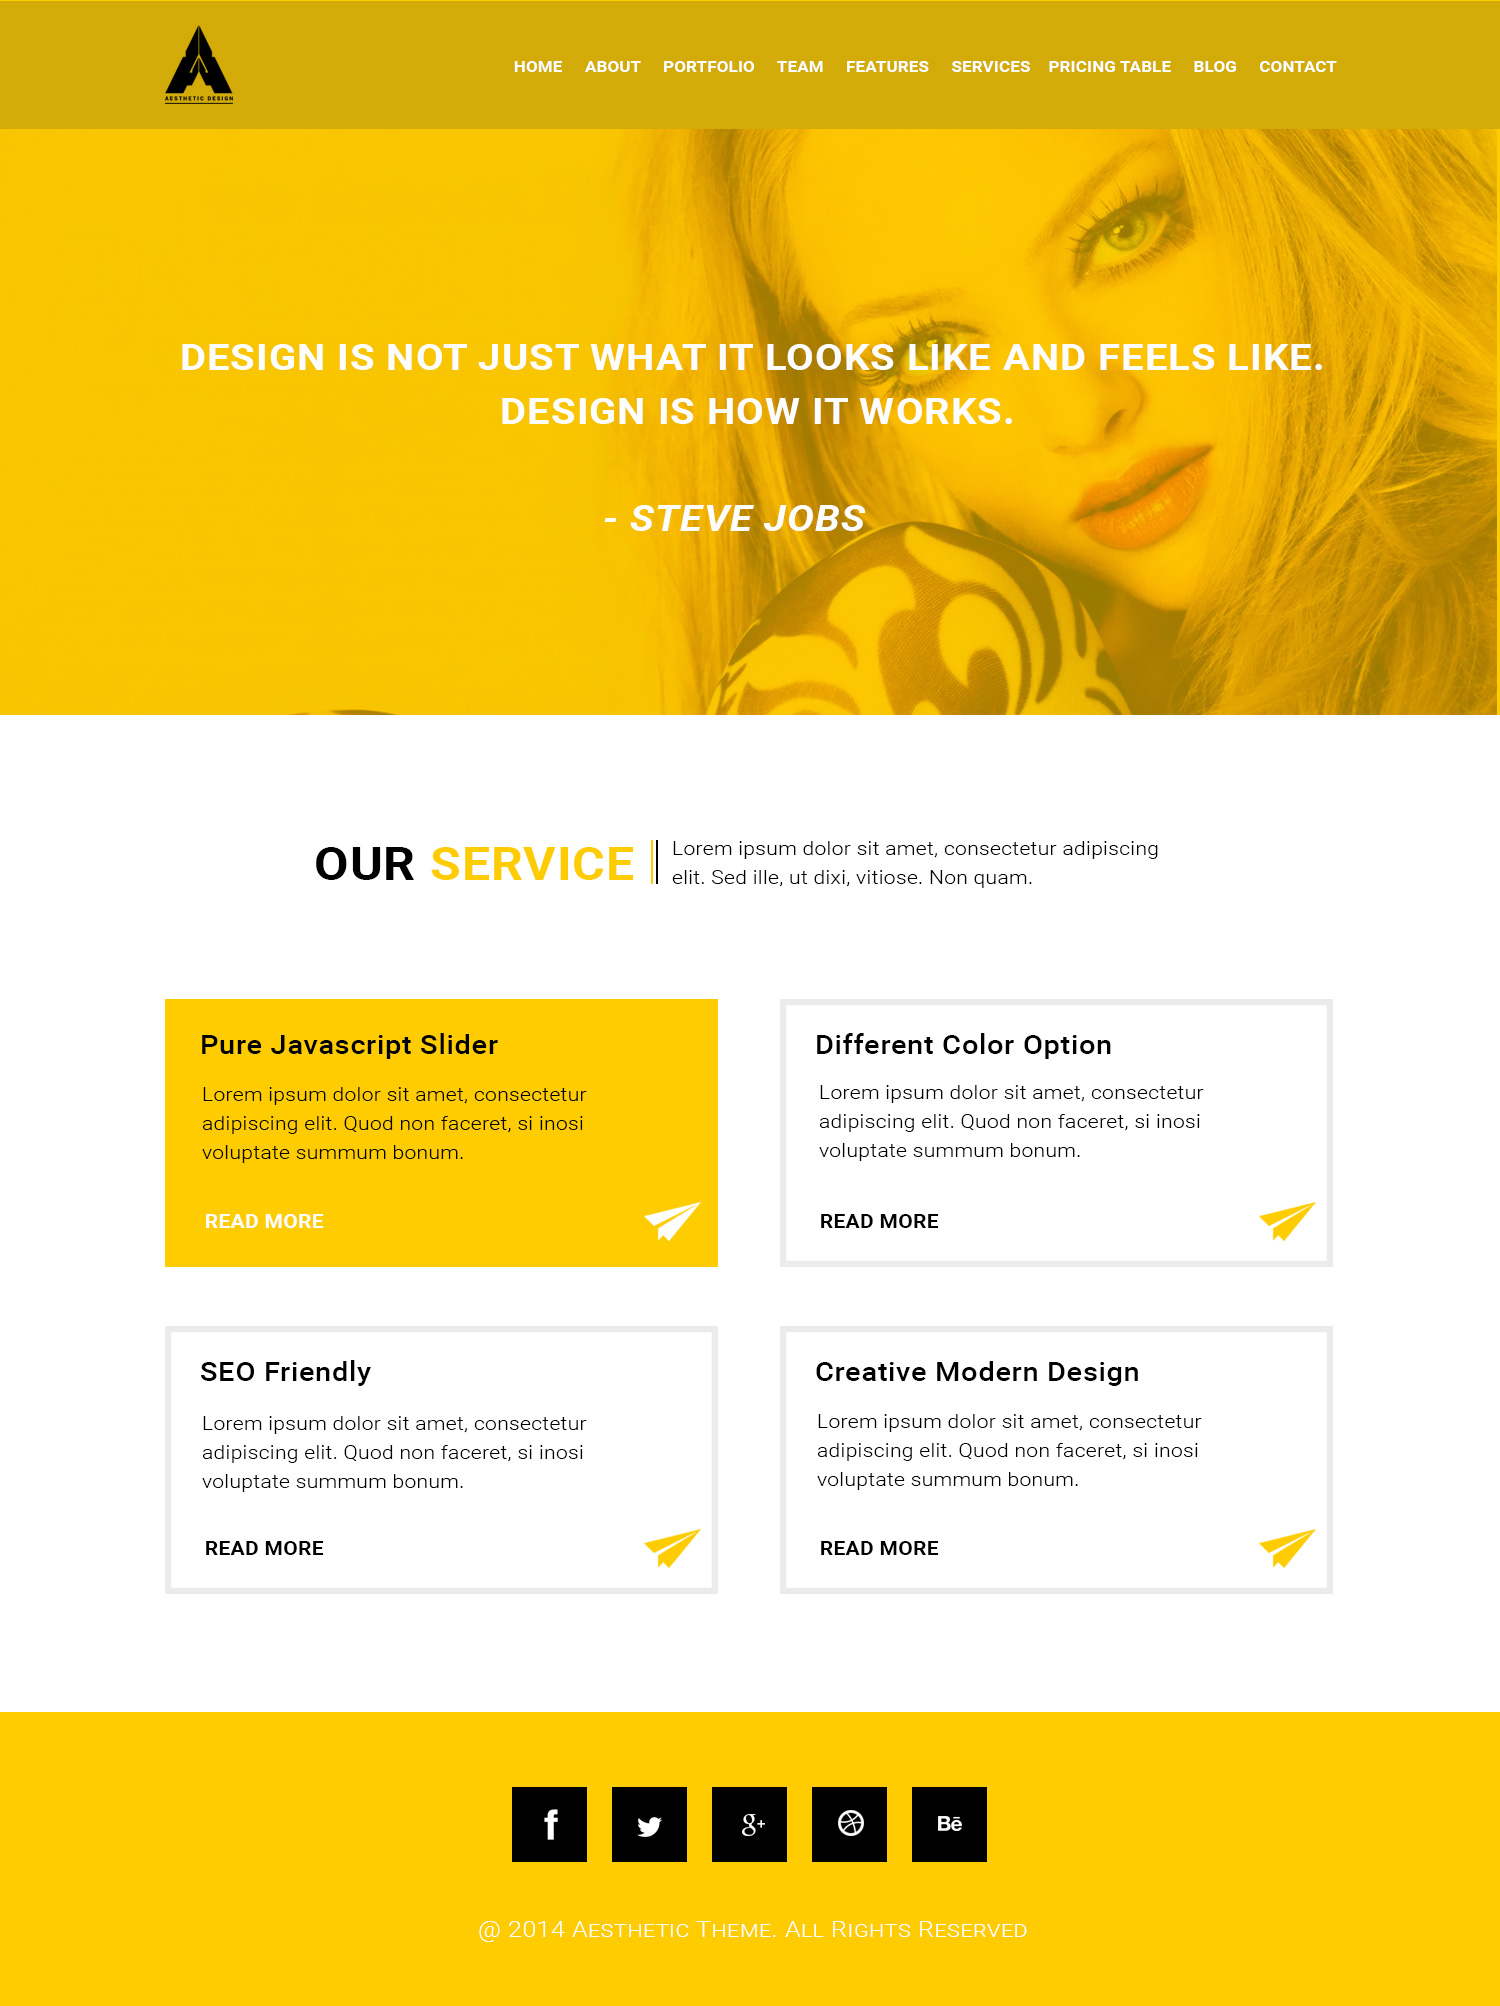 AESTHETIC DESIGN
HOME ABOUT PORTFOLIO TEAM FEATURES SERVICES PRICING TABLE BLOG CONTACT
DESIGN IS NOT JUST WHAT IT LOOKS LIKE AND FEELS LIKE.
DESIGN IS HOW IT WORKS.
- STEVE JOBS
OUR SERVICE
Lorem ipsum dolor sit amet, consectetur adipiscing
elit. Sed ille, ut dixi, vitiose. Non quam.
Pure Javascript Slider
Lorem ipsum dolor sit amet, consectetur
adipiscing elit. Quod non faceret, si inosi
voluptate summum bonum.
READ MORE
Different Color Option
Lorem ipsum dolor sit amet, consectetur
adipiscing elit. Quod non faceret, si inosi
voluptate summum bonum.
READ MORE
SEO Friendly
Lorem ipsum dolor sit amet, consectetur
adipiscing elit. Quod non faceret, si inosi
voluptate summum bonum.
READ MORE
Creative Modern Design
Lorem ipsum dolor sit amet, consectetur
adipiscing elit. Quod non faceret, si inosi
voluptate summum bonum.
READ MORE
f g+ Bē
@ 2014 AESTHETIC THEME. ALL RIGHTS RESERVED